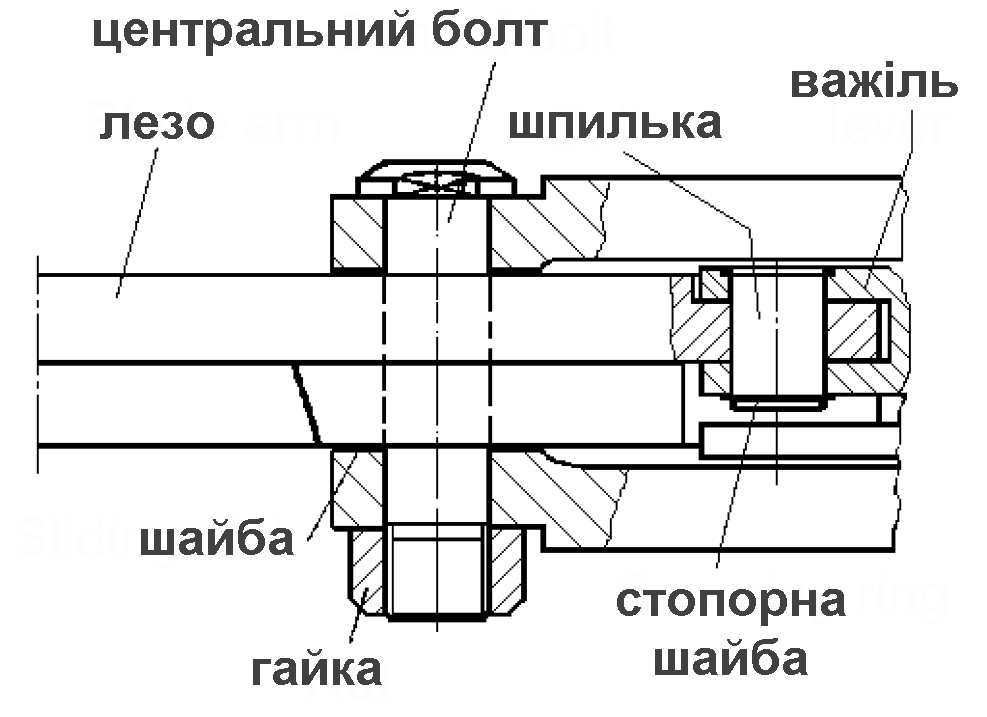 центральний болт
важіль
лезо
шпилька
шайба
стопорна
шайба
гайка